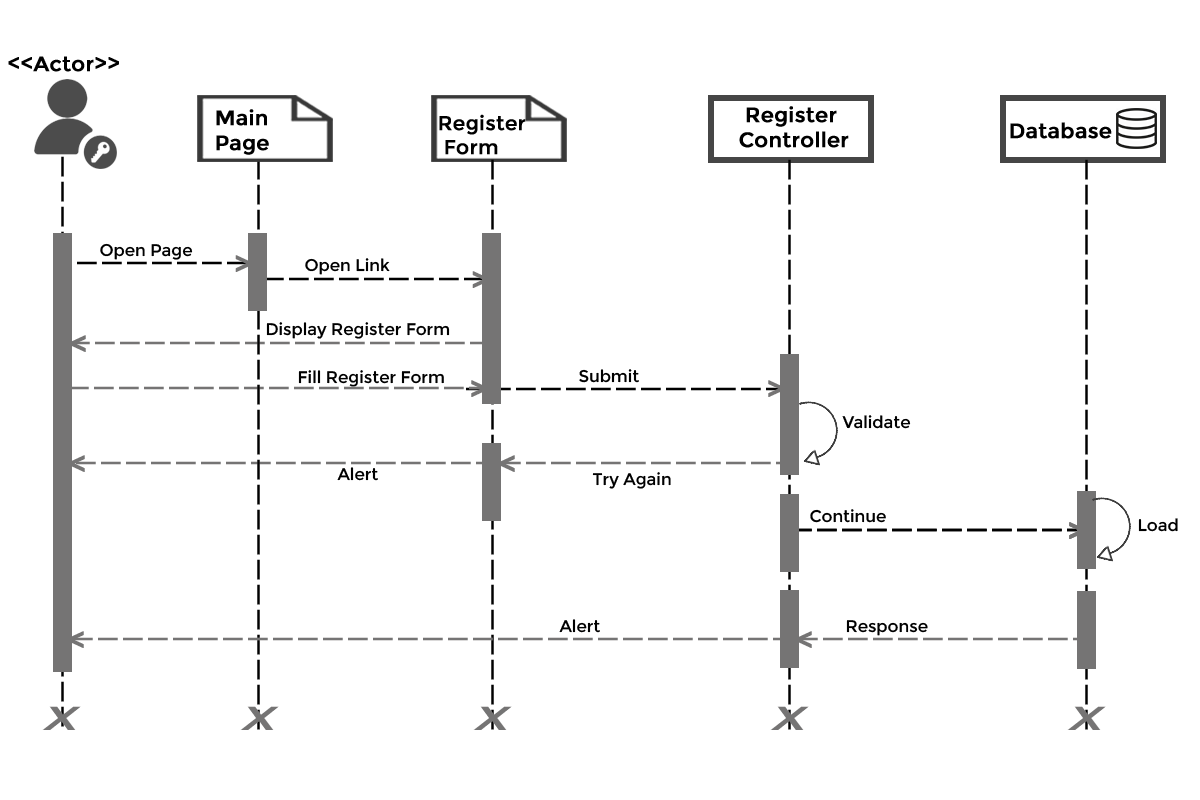 <<Actor>>
Main
Page
Register
Form
Register
Controller
Database
Open Page
Open Link
Display Register Form
Fill Register Form
Submit
Validate
Alert
Try Again
Continue
Load
Alert
Response